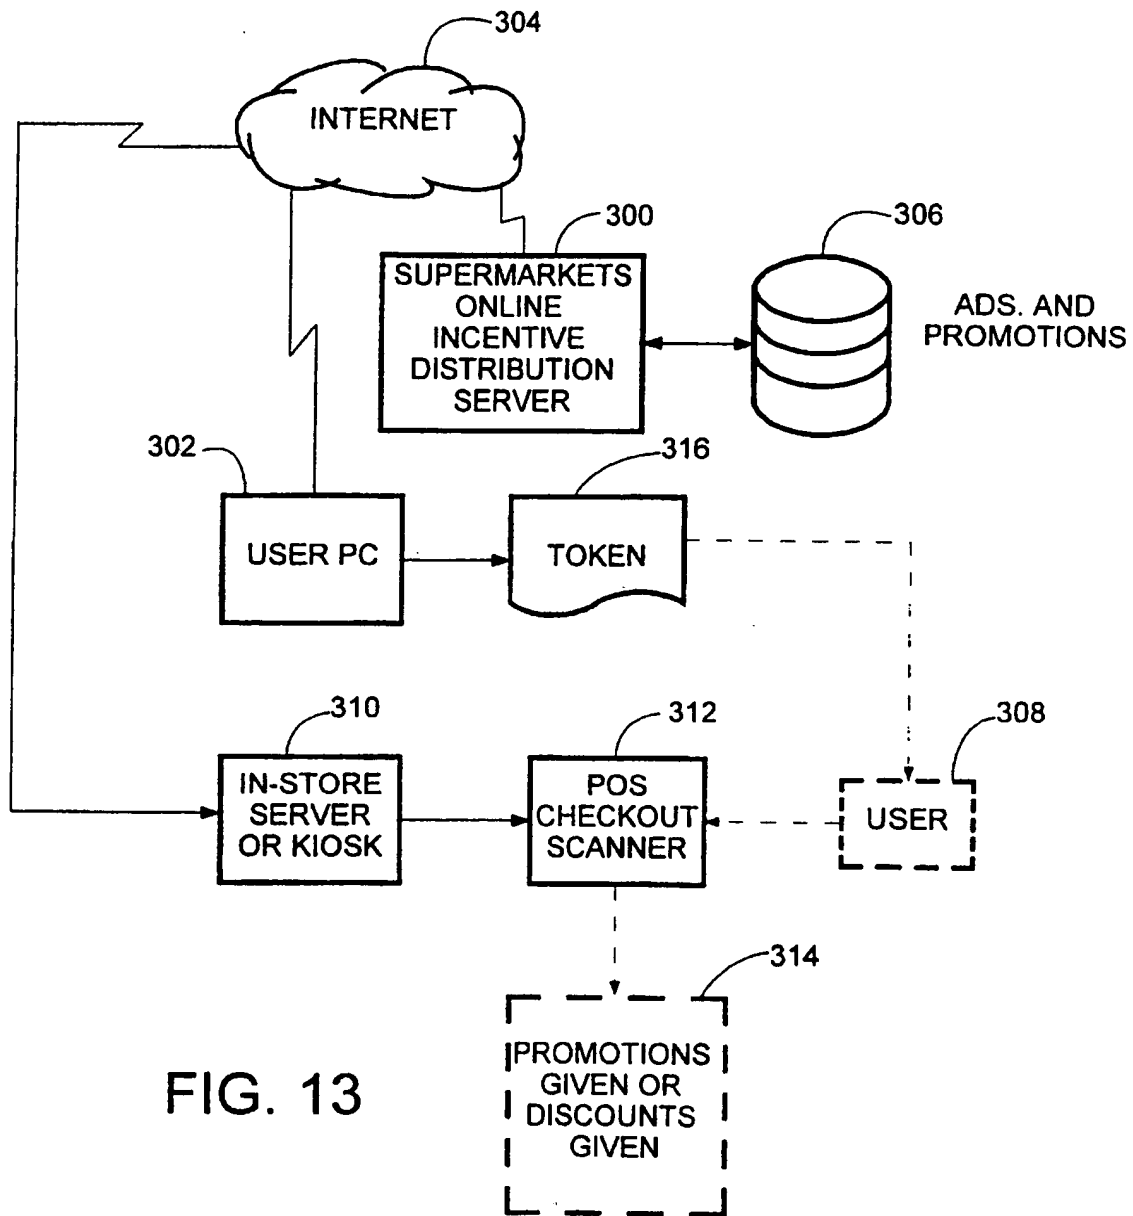 304
INTERNET
300
306
SUPERMARKETS
ONLINE
INCENTIVE
DISTRIBUTION
SERVER
ADS. AND
PROMOTIONS
302
316
USER PC
TOKEN
310
312
308
IN-STORE
SERVER
OR KIOSK
POS
CHECKOUT
SCANNER
USER
314
PROMOTIONS
GIVEN OR
DISCOUNTS
GIVEN
FIG. 13